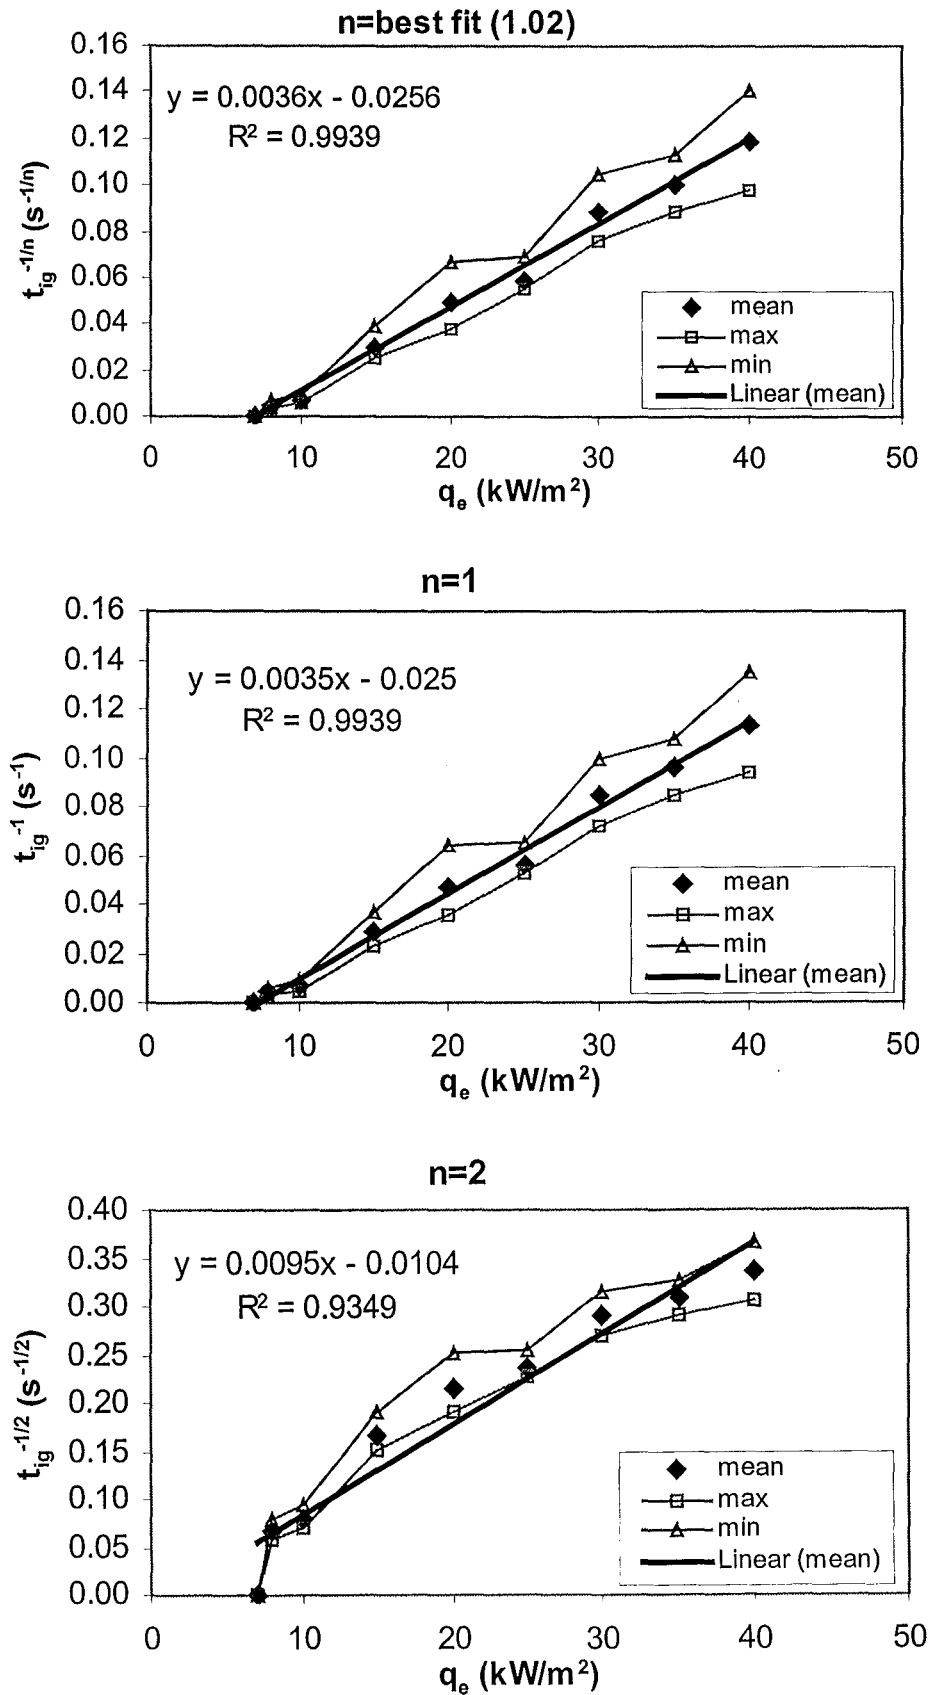 n=best fit (1.02)
y = 0.0036x - 0.0256
R² = 0.9939
0.16
0.14
0.12
0.10
0.08
0.06
0.04
0.02
0.00
tig^-1/n (s^-1/n)
0 10 20 30 40 50
qe (kW/m²)
mean
max
min
Linear (mean)
n=1
y = 0.0035x - 0.025
R² = 0.9939
0.16
0.14
0.12
0.10
0.08
0.06
0.04
0.02
0.00
tig^-1 (s^-1)
0 10 20 30 40 50
qe (kW/m²)
mean
max
min
Linear (mean)
n=2
y = 0.0095x - 0.0104
R² = 0.9349
0.40
0.35
0.30
0.25
0.20
0.15
0.10
0.05
0.00
tig^-1/2 (s^-1/2)
0 10 20 30 40 50
qe (kW/m²)
mean
max
min
Linear (mean)